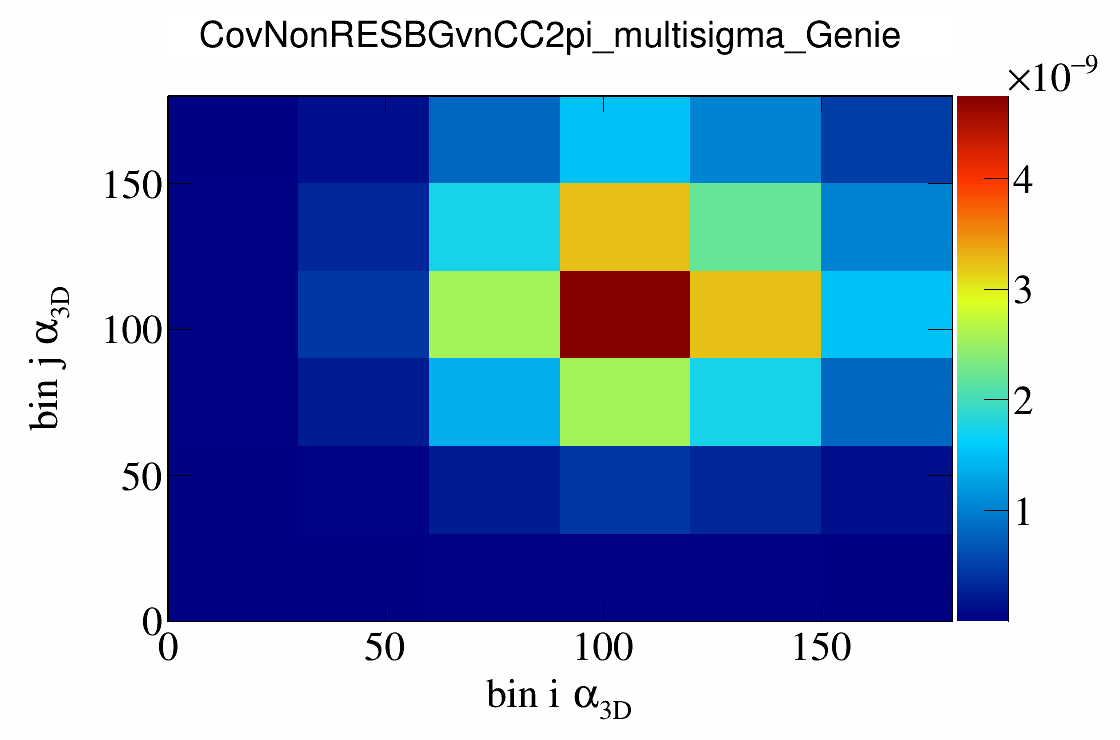 CovNonRESBGvnCC2pi_multisigma_Genie
×10⁻⁹
150
100
50
0
0 50 100 150
4
3
2
1
bin j α3D
bin i α3D